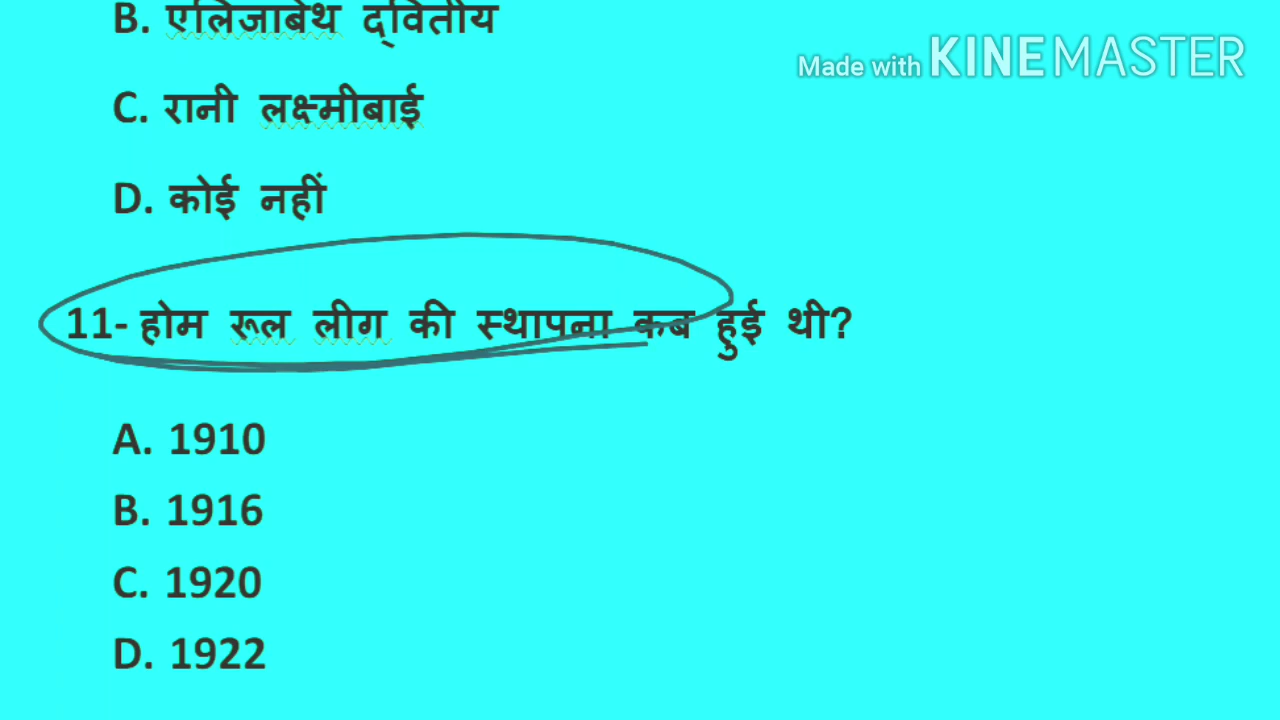 B. एलिजाबेथ द्वितीय
Made with KINEMASTER
C. रानी लक्ष्मीबाई
D. कोई नहीं
11- होम रूल लीग की स्थापना कब हुई थी?
A. 1910
B. 1916
C. 1920
D. 1922